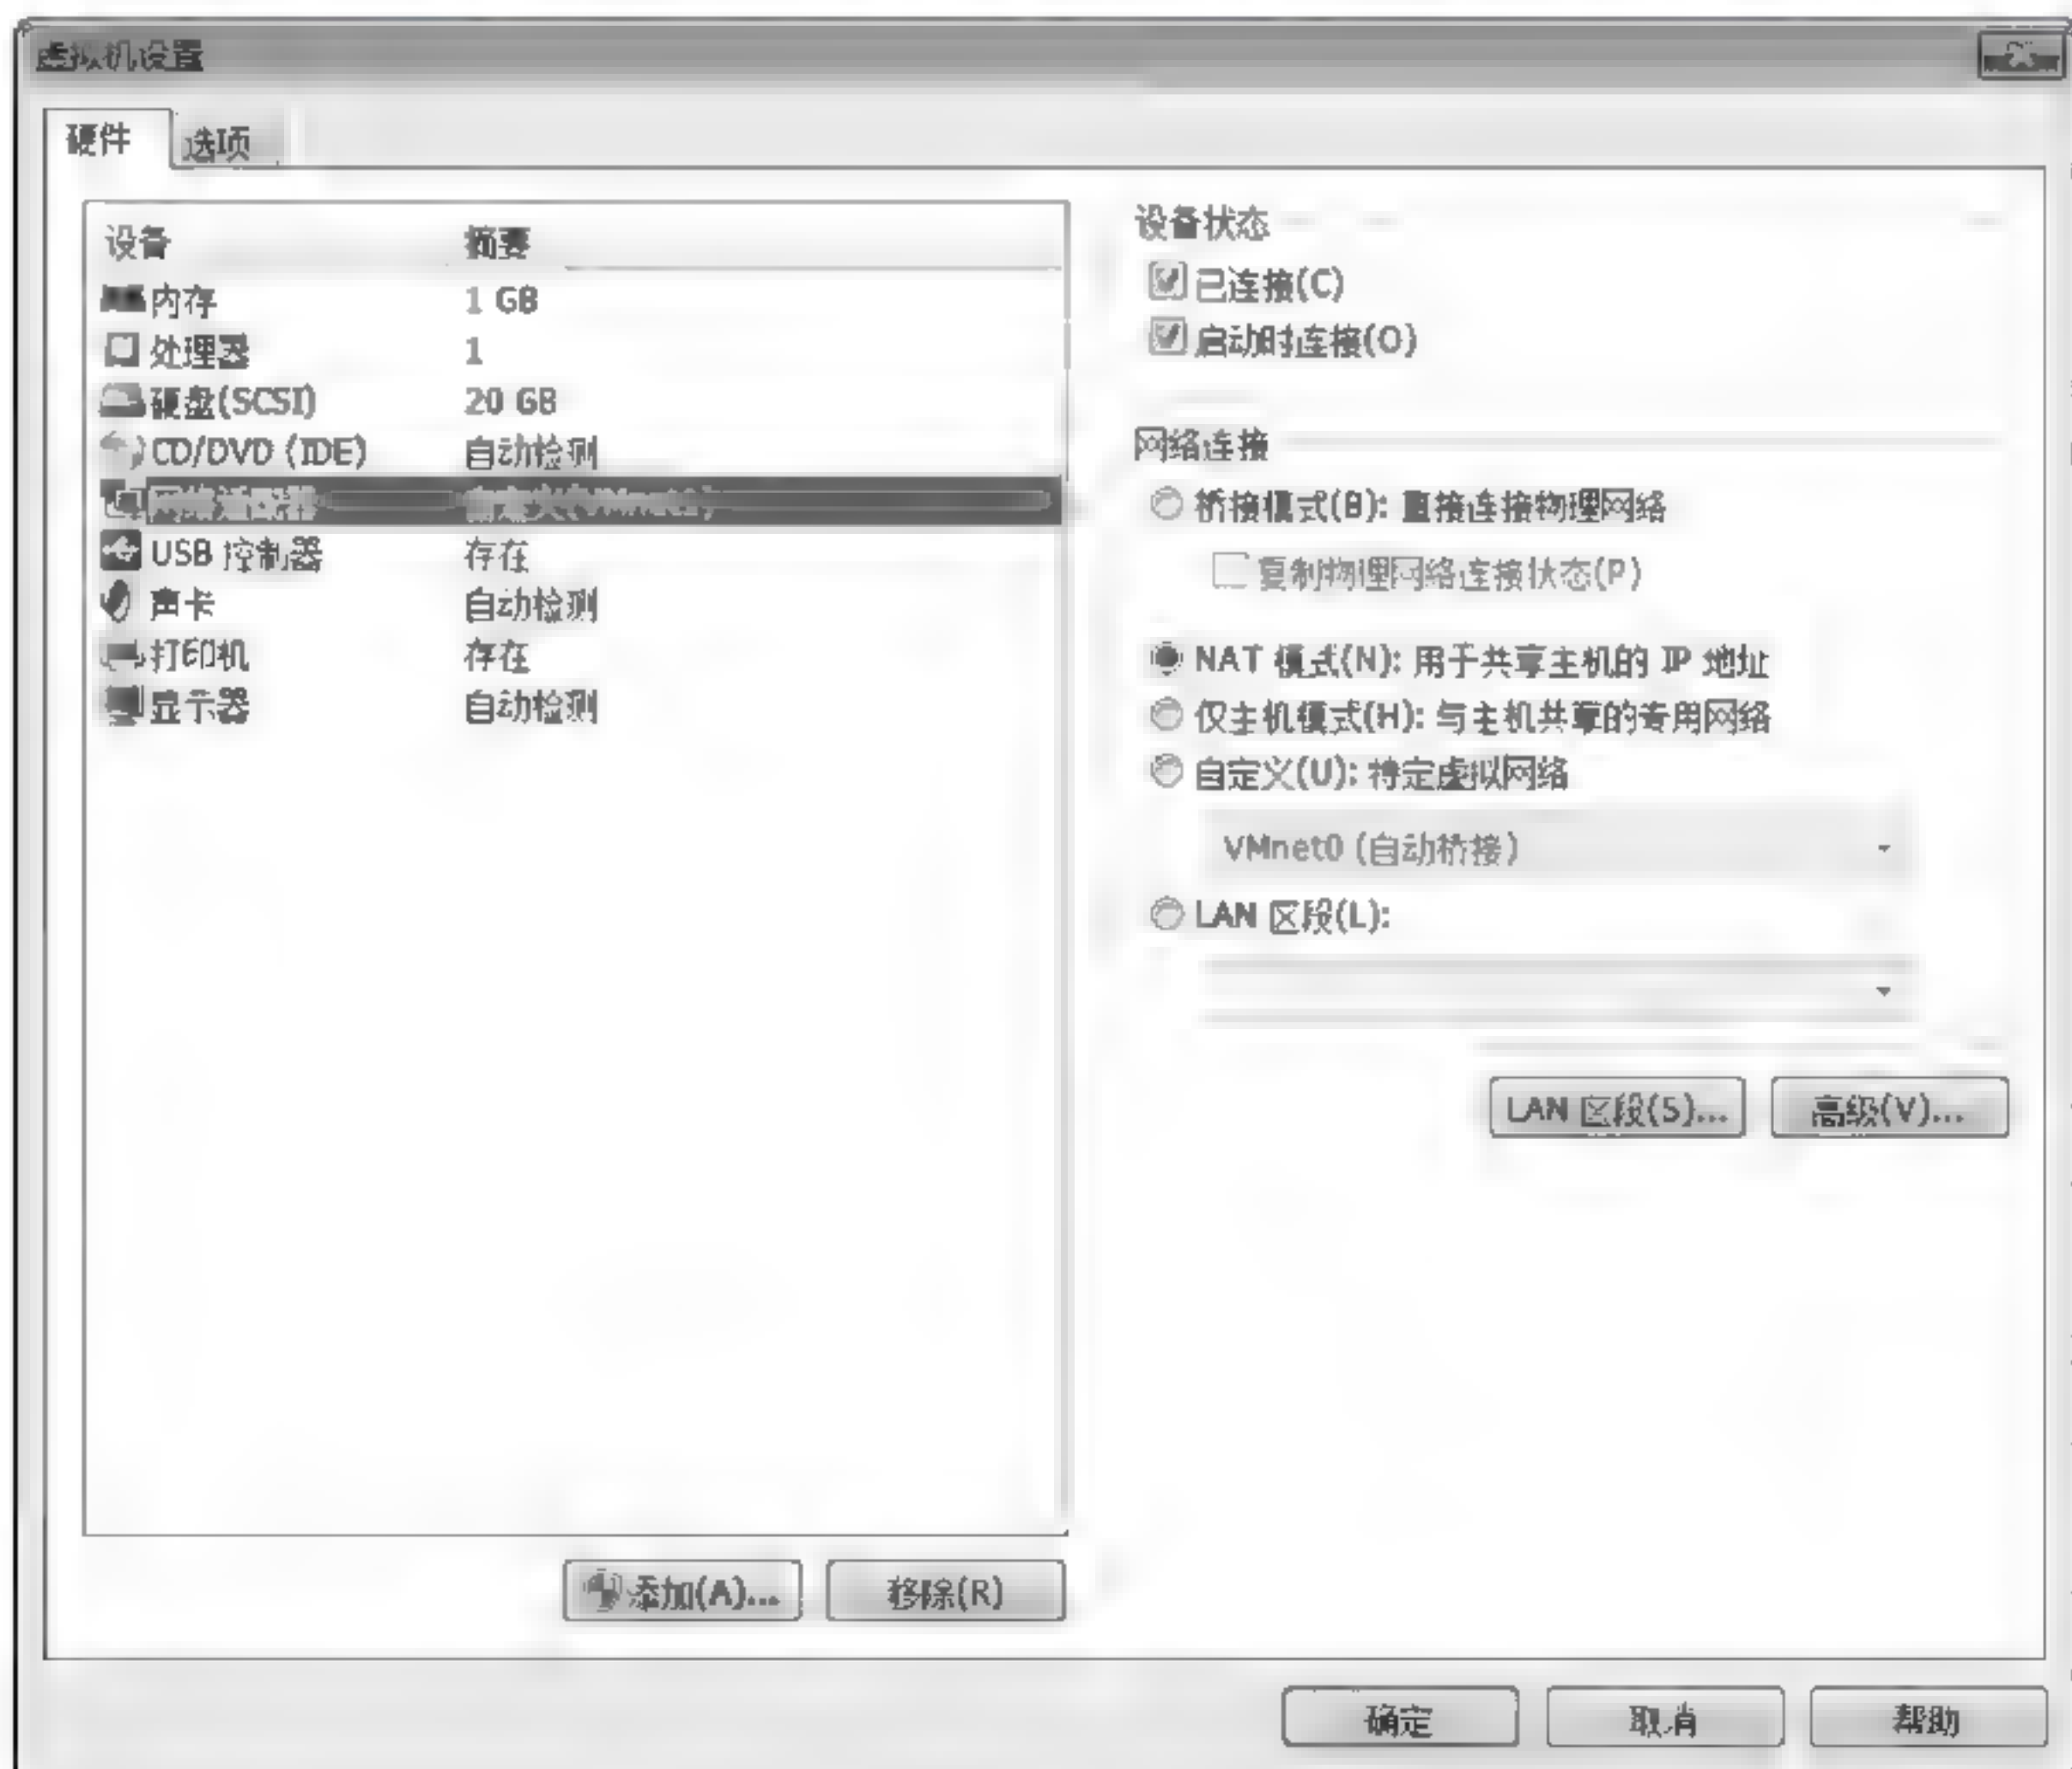 虚拟机设置
硬件 选项
设备 摘要
内存 1 GB
处理器 1
硬盘(SCSI) 20 GB
CD/DVD (IDE) 自动检测
网络适配器
USB 控制器 存在
声卡 自动检测
打印机 存在
显示器 自动检测
添加(A)... 移除(R)
设备状态
已连接(C)
启动时连接(O)
网络连接
桥接模式(B): 直接连接物理网络
复制物理网络连接状态(P)
NAT 模式(N): 用于共享主机的 IP 地址
仅主机模式(H): 与主机共享的专用网络
自定义(U): 特定虚拟网络
VMnet0 (自动桥接)
LAN 区段(L):
LAN 区段(S)... 高级(V)...
确定 取消 帮助